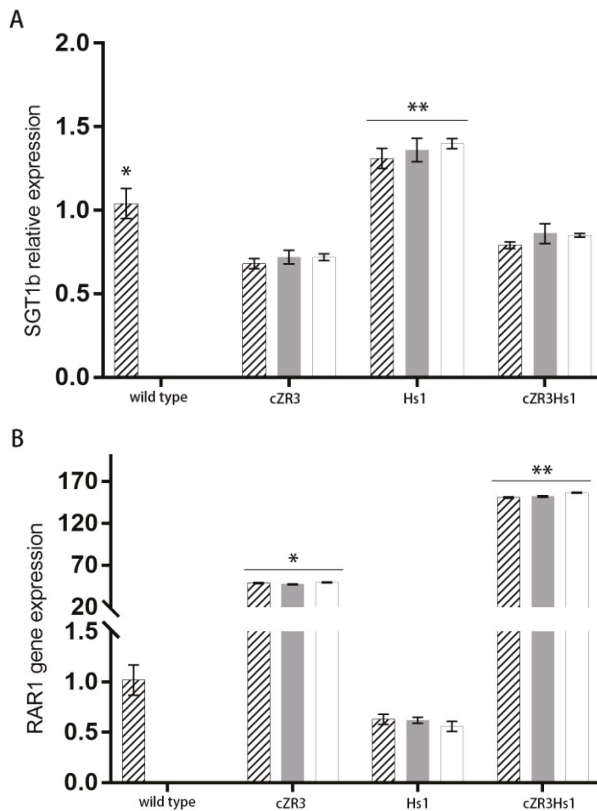 A
SGT1b relative expression
2.0
1.5
1.0
0.5
0.0
*
**
wild type
cZR3
Hs1
cZR3Hs1
B
RAR1 gene expression
170
120
70
20
1.5
1.0
0.5
0.0
*
**
wild type
cZR3
Hs1
cZR3Hs1